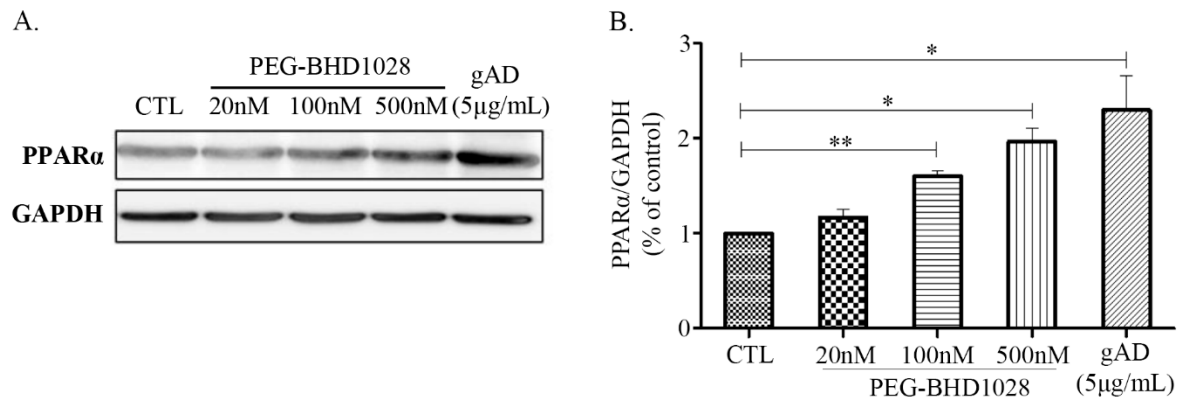 A.
PEG-BHD1028
gAD
CTL 20nM 100nM 500nM (5μg/mL)
PPARα
GAPDH
B.
3
2
1
0
PPARα/GAPDH
(% of control)
*
*
**
CTL 20nM 100nM 500nM gAD
PEG-BHD1028 (5μg/mL)